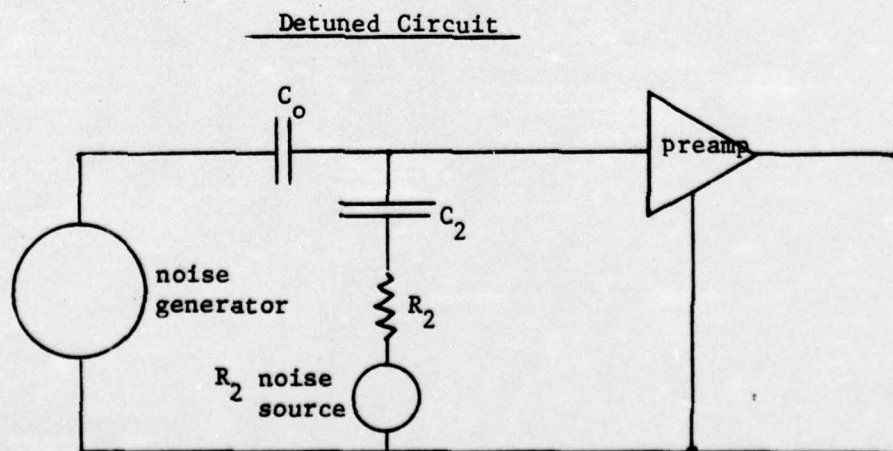 Detuned Circuit
C₀
preamp
C₂
noise
generator
R₂
R₂ noise
source